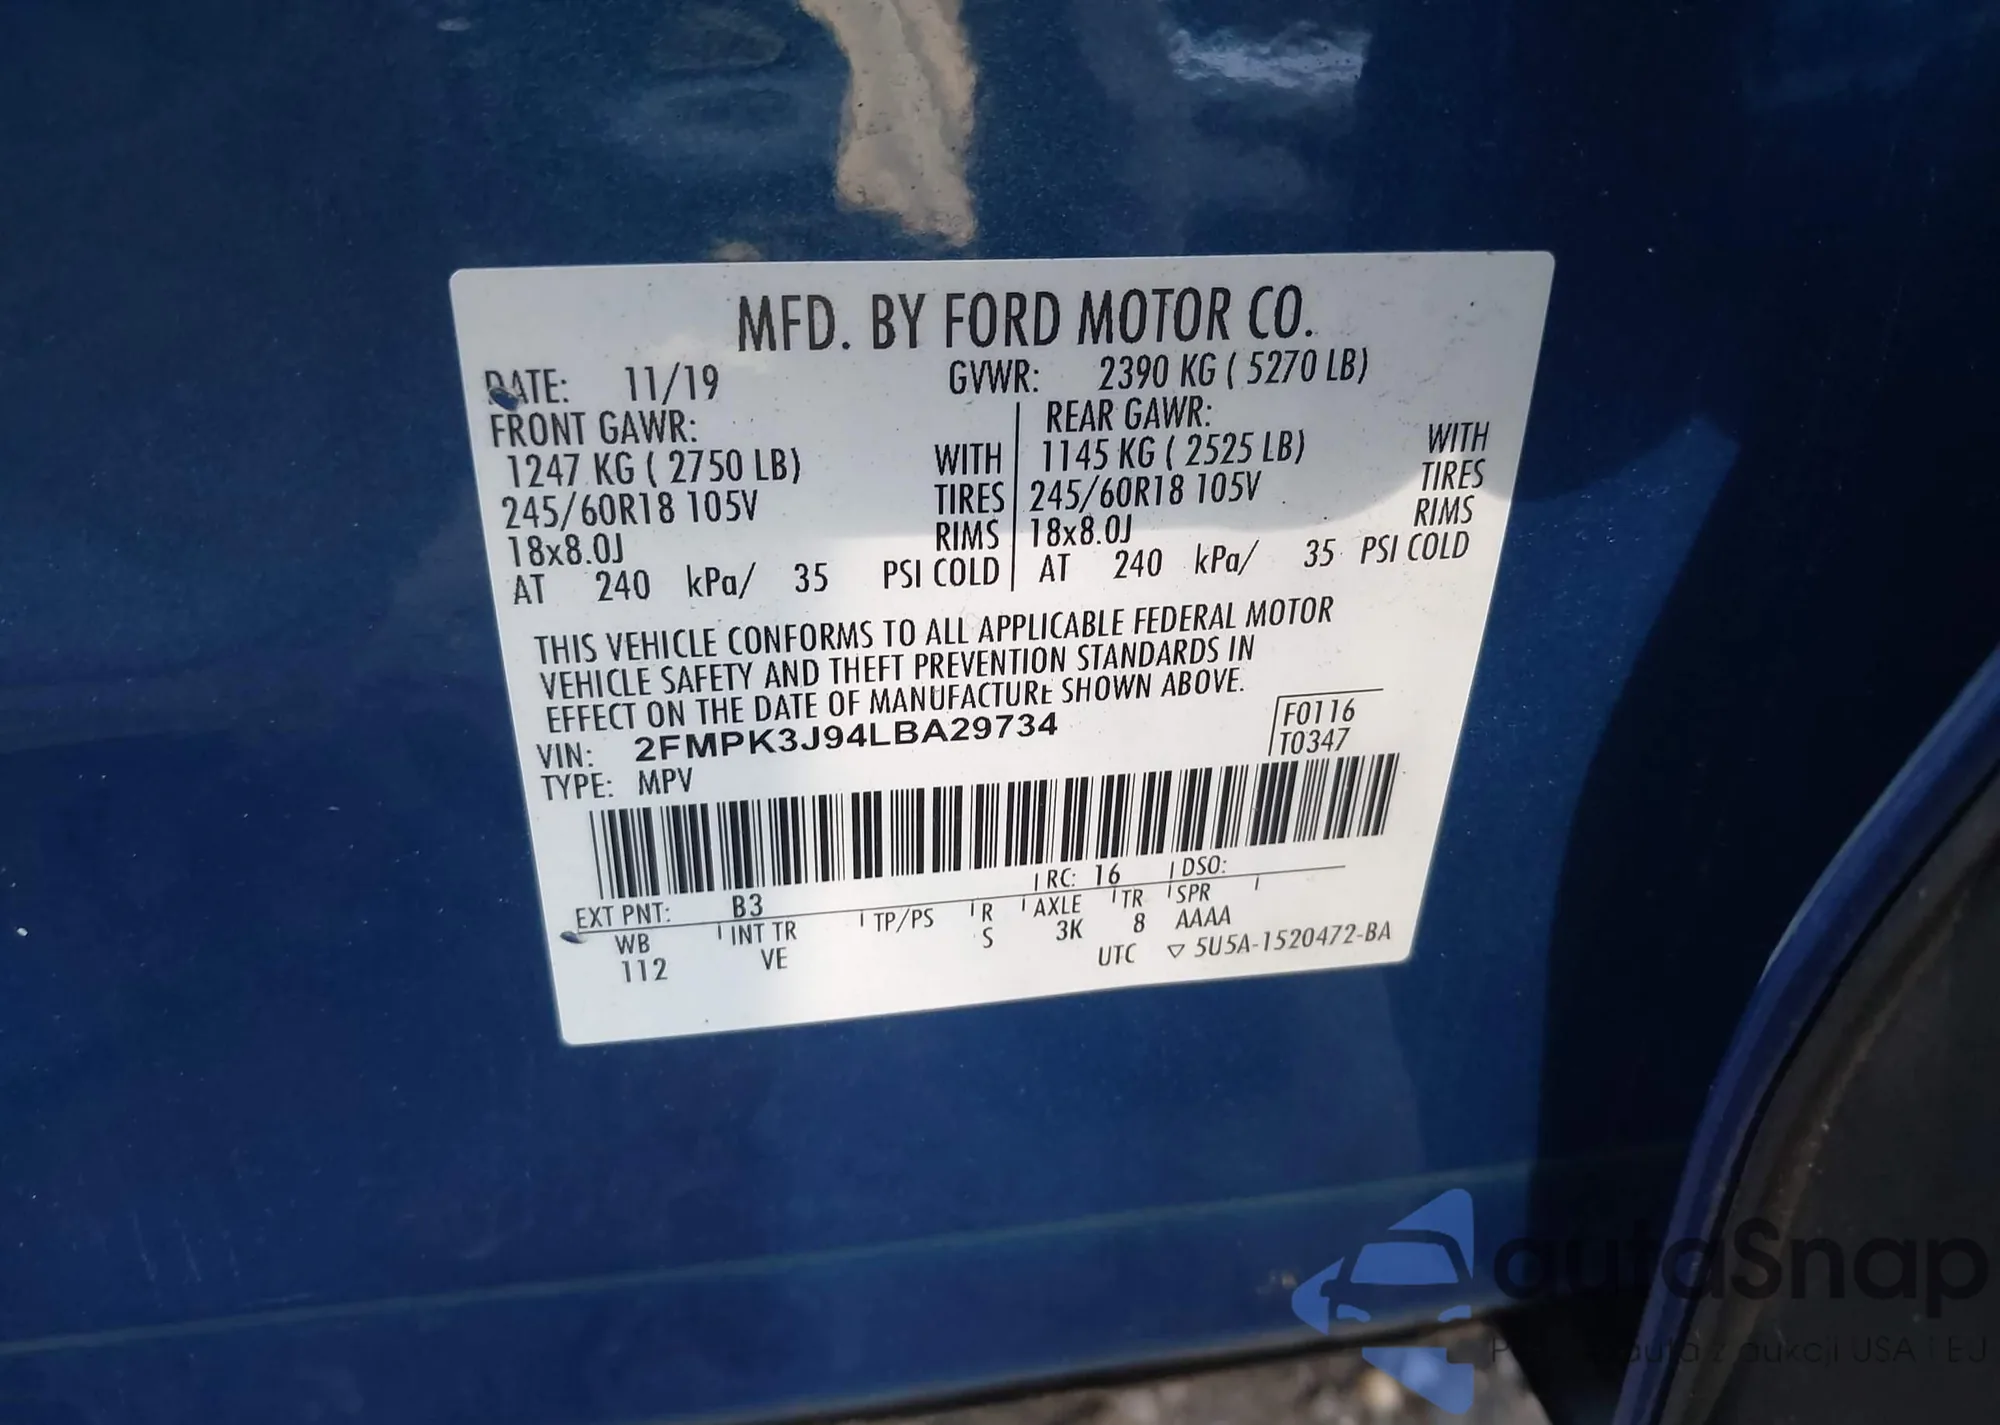 MFD. BY FORD MOTOR CO.
DATE: 11/19 GVWR: 2390 KG ( 5270 LB)
FRONT GAWR: REAR GAWR:
1247 KG ( 2750 LB) WITH 1145 KG ( 2525 LB) WITH
245/60R18 105V TIRES 245/60R18 105V TIRES
18x8.0J RIMS 18x8.0J RIMS
AT 240 kPa/ 35 PSI COLD AT 240 kPa/ 35 PSI COLD
THIS VEHICLE CONFORMS TO ALL APPLICABLE FEDERAL MOTOR
VEHICLE SAFETY AND THEFT PREVENTION STANDARDS IN
EFFECT ON THE DATE OF MANUFACTURE SHOWN ABOVE.
VIN: 2FMPK3J94LBA29734 F0116
TYPE: MPV T0347
EXT PNT: B3 RC: 16 DSO:
WB INT TR TP/PS R AXLE TR SPR
112 VE S 3K 8 AAAA
UTC ▽ 5U5A-1520472-BA
autaSnap
auta z aukcji USA i EU